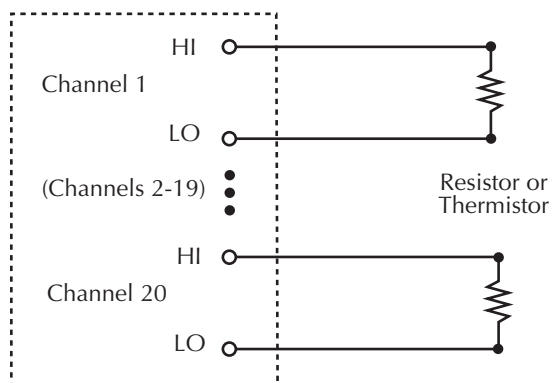 HI
Channel 1
LO
(Channels 2-19)
Resistor or
Thermistor
HI
Channel 20
LO